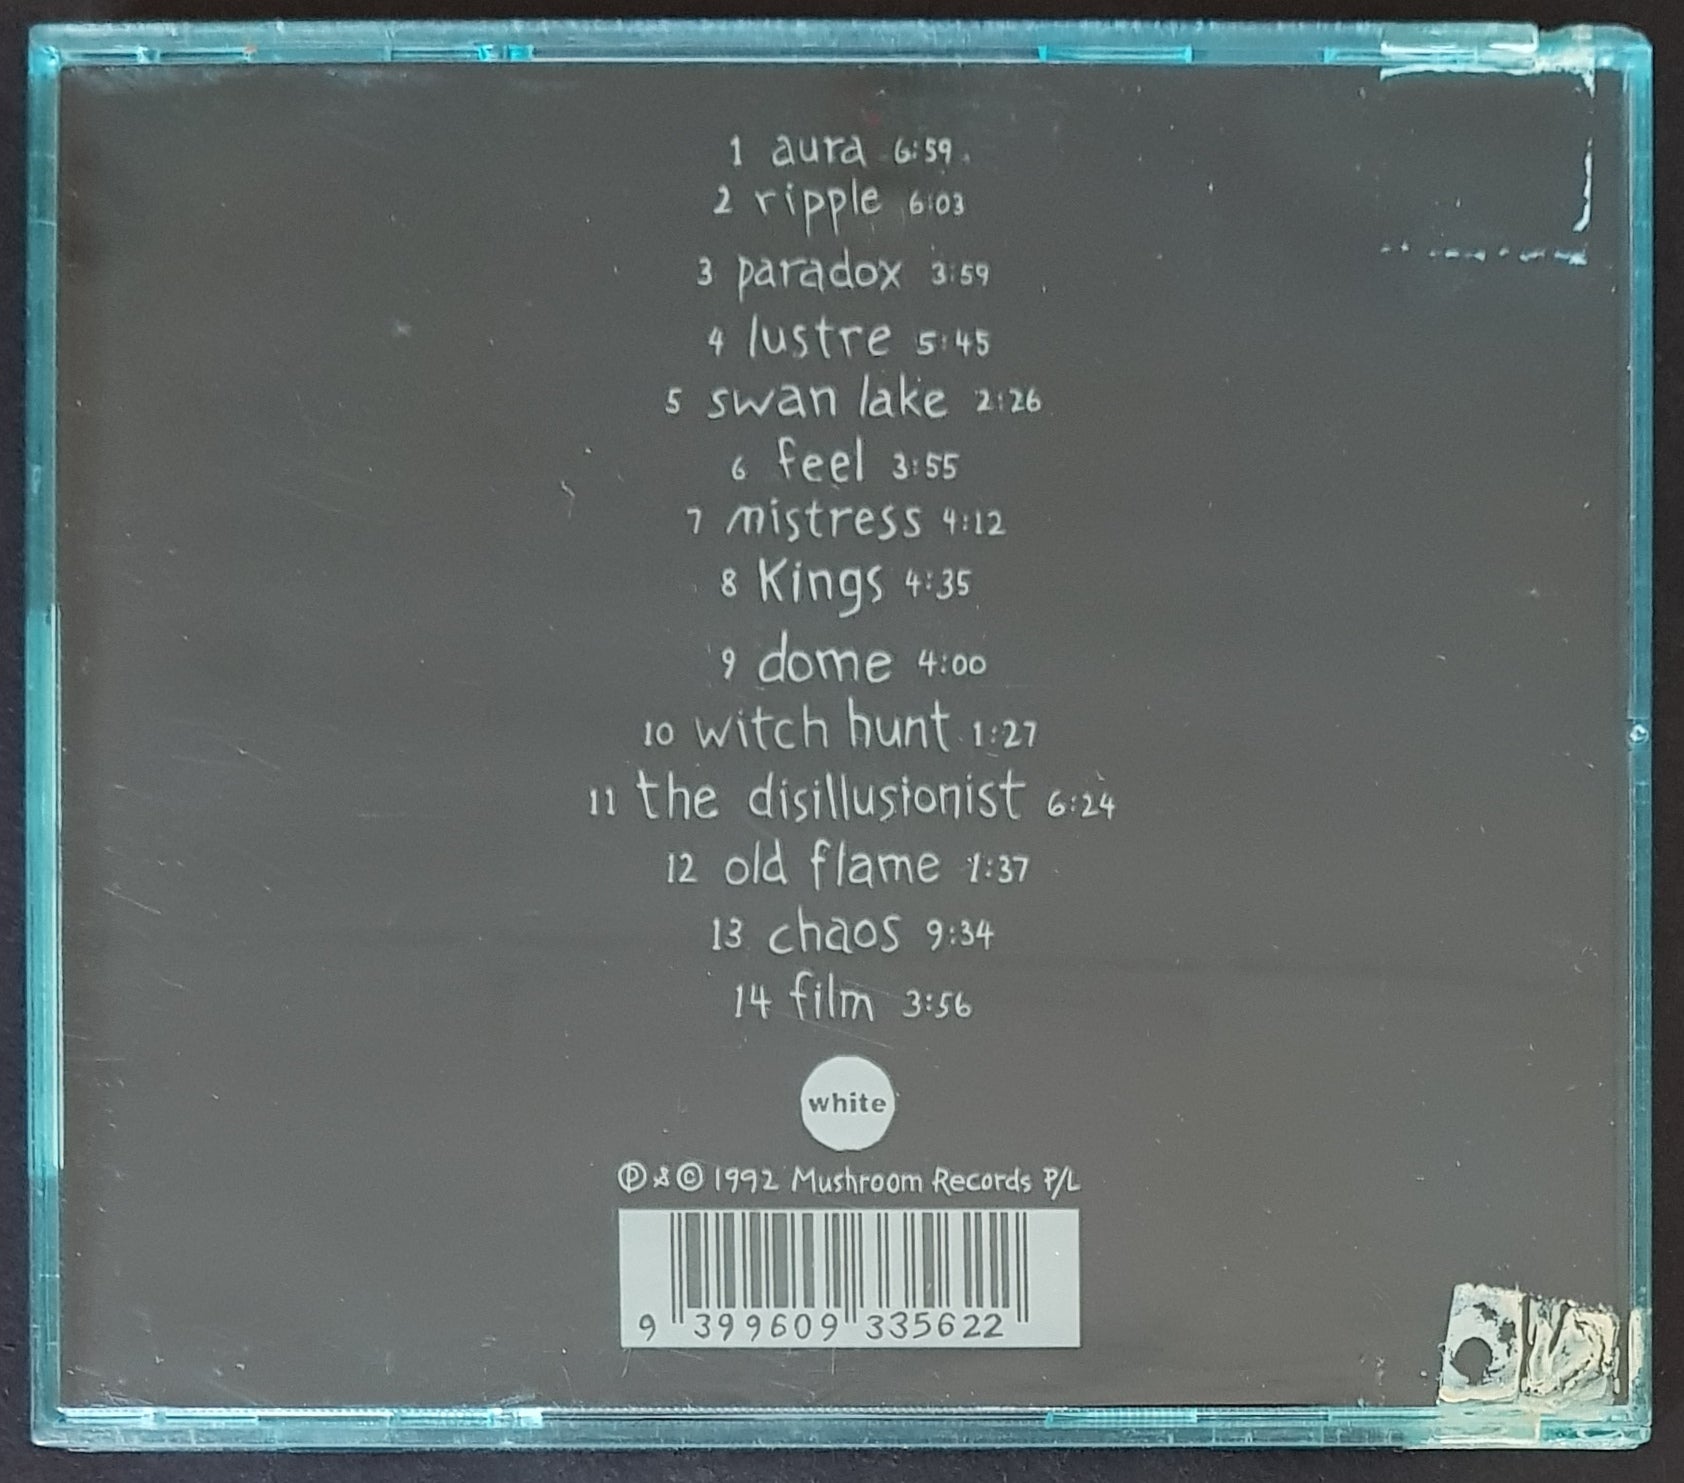 1 aura 6:59
2 ripple 6:03
3 paradox 3:59
4 lustre 5:45
5 swan lake 2:26
6 feel 3:55
7 mistress 4:12
8 Kings 4:35
9 dome 4:00
10 witch hunt 1:27
11 the disillusionist 6:24
12 old flame 1:37
13 chaos 9:34
14 film 3:56
white
℗ & © 1992 Mushroom Records P/L
9 399609 335622